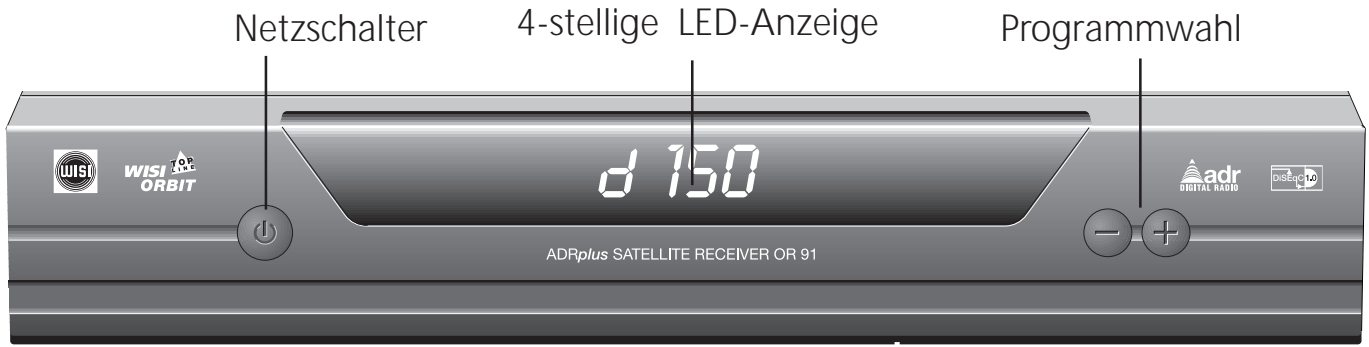 Netzschalter
4-stellige LED-Anzeige
Programmwahl
WISI
WISI TOP LINE
ORBIT
d 150
adr
DIGITAL RADIO
DiSEqC 1.0
ADRplus SATELLITE RECEIVER OR 91